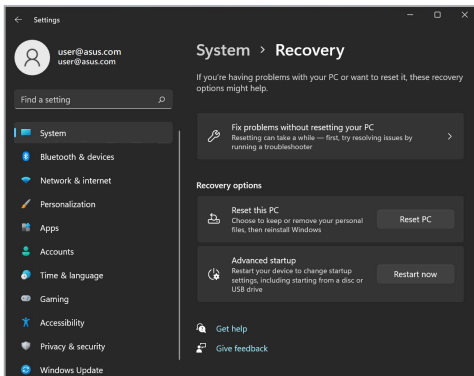 Settings
user@asus.com
user@asus.com
Find a setting
System
Bluetooth & devices
Network & internet
Personalization
Apps
Accounts
Time & language
Gaming
Accessibility
Privacy & security
Windows Update
System > Recovery
If you're having problems with your PC or want to reset it, these recovery
options might help.
Fix problems without resetting your PC
Resetting can take a while — first, try resolving issues by
running a troubleshooter
Recovery options
Reset this PC
Choose to keep or remove your personal
files, then reinstall Windows
Reset PC
Advanced startup
Restart your device to change startup
settings, including starting from a disc or
USB drive
Restart now
Get help
Give feedback